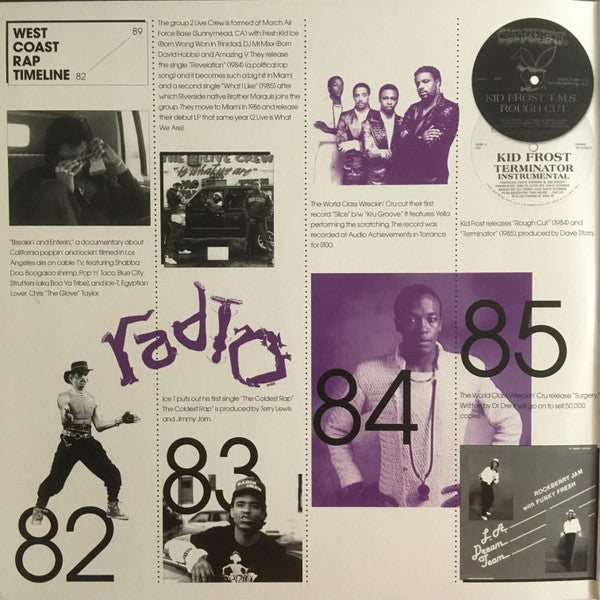 WEST
COAST
RAP
TIMELINE
82
89
"Breakin' and Enterin'", a documentary about
California poppin' and lockin' filmed in Los
Angeles airs on cable TV, featuring Shabba
Doo, Boogaloo shrimp, Pop 'n' Taco, Blue City
Strutters (aka Boo Ya Tribe), and Ice-T, Egyptian
Lover, Chris "The Glove" Taylor.
82
The group 2 Live Crew is formed at March Air
Force Base (Sunnymead, CA) with Fresh Kid Ice
(Born Wong Won in Trinidad, DJ Mr.Mixx (Born
David Hobbs) and Amazing V. They release
the single "Revelation" (1984) (a political rap
song) and it becomes such a big hit in Miami
and a second single "What I Like" (1985) after
which Riverside native Brother Marquis joins the
group. They move to Miami in 1986 and release
their debut LP that same year (2 Live is What
We Are).
THE 2 LIVE CREW
"Is what we are"
radio
Ice T puts out his first single "The Coldest Rap"
The Coldest Rap" is produced by Terry Lewis
and Jimmy Jam.
83
The World Class Wreckin' Cru cut their first
record "Slice" b/w "Kru Groove." It features Yella
performing the scratching. The record was
recorded at Audio Achievements in Torrance
for $100.
84
KID FROST T.M.S.
ROUGH CUT
KID FROST
TERMINATOR
INSTRUMENTAL
Kid Frost releases "Rough Cut" (1984) and
"Terminator" (1985), produced by Dave Storrs.
85
The World Class Wreckin' Cru release "Surgery."
Written by Dr. Dre it will go on to sell 50,000
copies.
ROCKBERRY JAM
with FUNKY FRESH
L.A.
Dream
Team